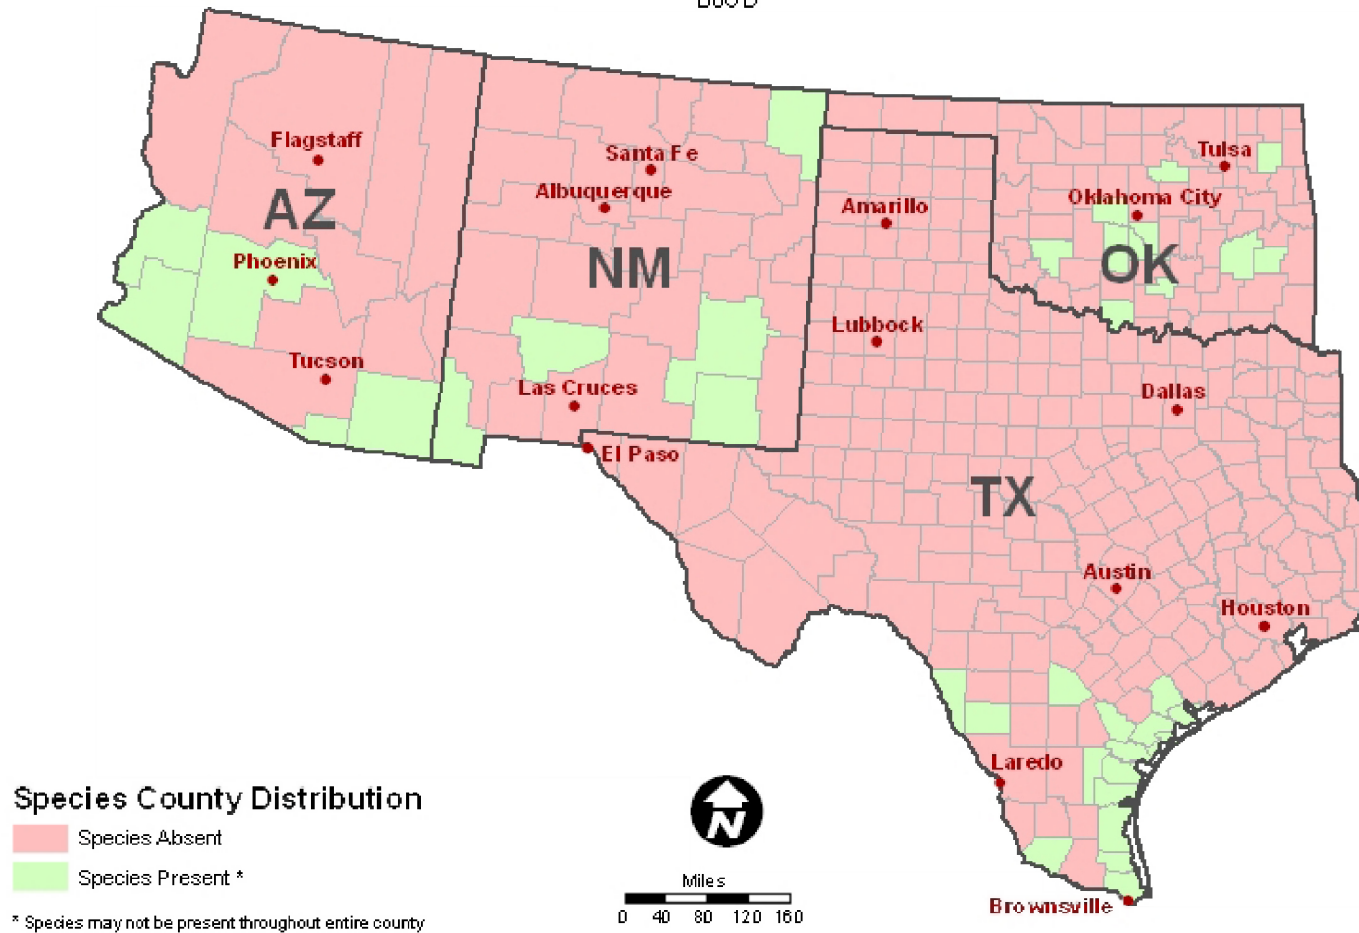 Flagstaff
Santa Fe
Tulsa
Albuquerque
Oklahoma City
AZ
Amarillo
Phoenix
NM
OK
Lubbock
Tucson
Las Cruces
Dallas
El Paso
TX
Austin
Houston
Laredo
Species County Distribution
Species Absent
Species Present *
N
Miles
0 40 80 120 160
Brownsville
* Species may not be present throughout entire county